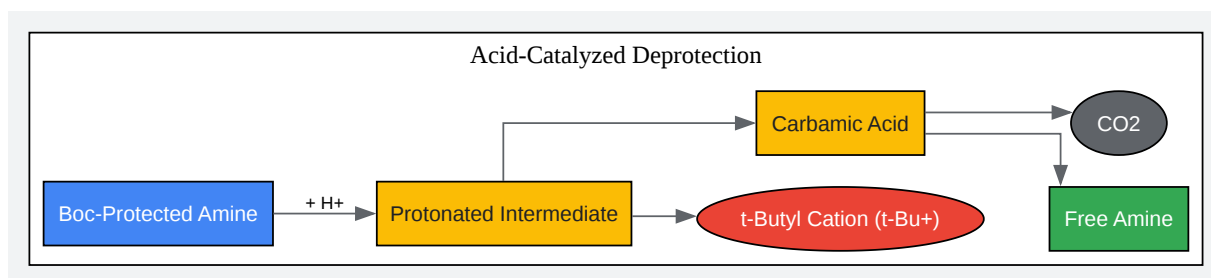 Acid-Catalyzed Deprotection
Carbamic Acid
CO2
Boc-Protected Amine
+ H+
Protonated Intermediate
t-Butyl Cation (t-Bu+)
Free Amine